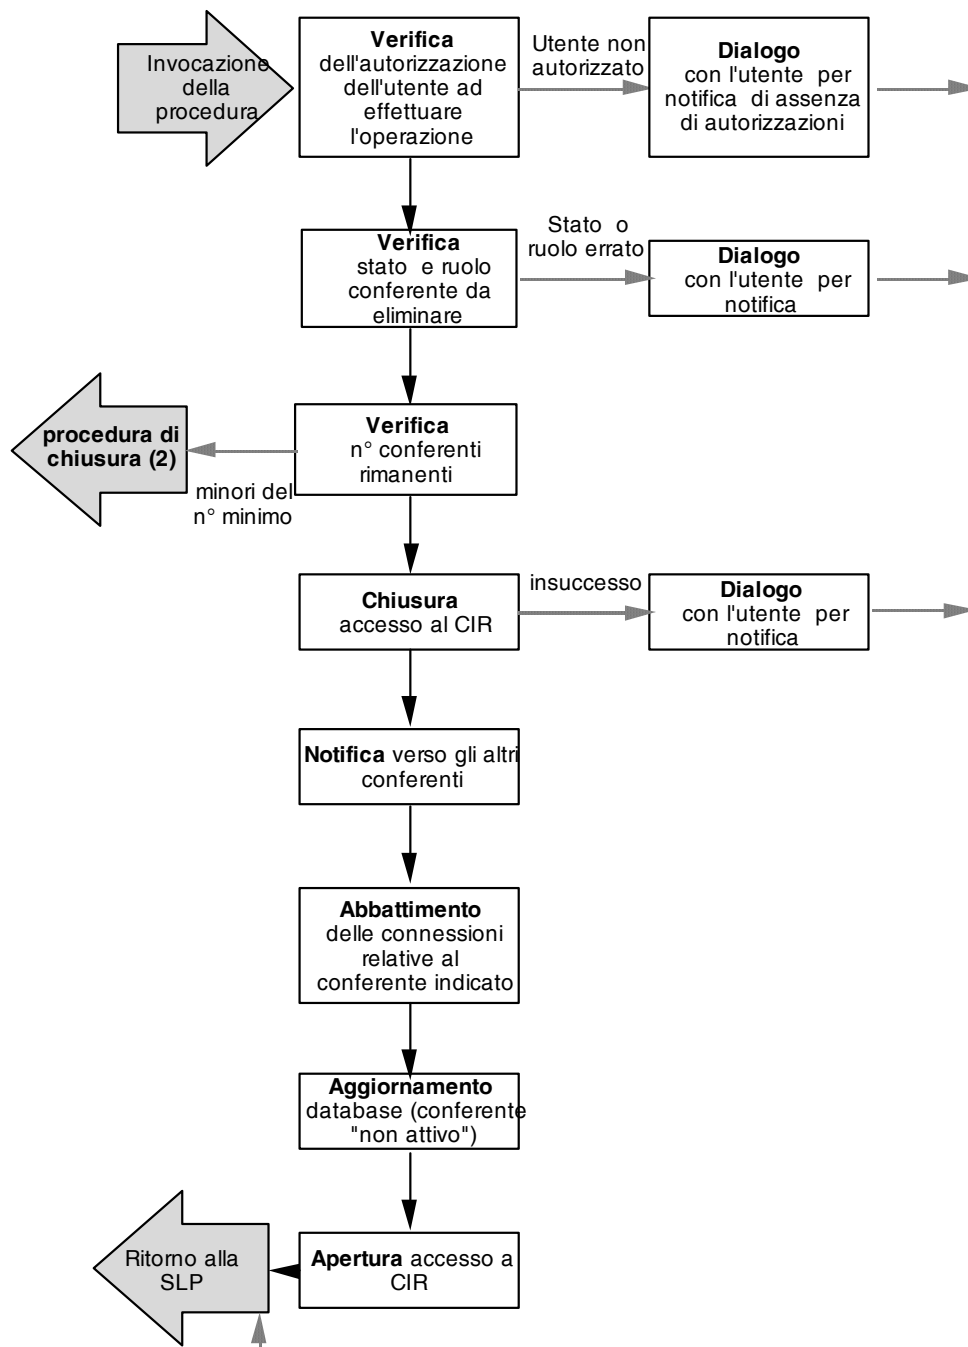 Invocazione
della
procedura
Verifica
dell'autorizzazione
dell'utente ad
effettuare
l'operazione
Utente non
autorizzato
Dialogo
con l'utente per
notifica di assenza
di autorizzazioni
Verifica
stato e ruolo
conferente da
eliminare
Stato o
ruolo errato
Dialogo
con l'utente per
notifica
procedura di
chiusura (2)
minori del
n° minimo
Verifica
n° conferenti
rimanenti
Chiusura
accesso al CIR
insuccesso
Dialogo
con l'utente per
notifica
Notifica verso gli altri
conferenti
Abbattimento
delle connessioni
relative al
conferente indicato
Aggiornamento
database (conferente
"non attivo")
Apertura accesso a
CIR
Ritorno alla
SLP